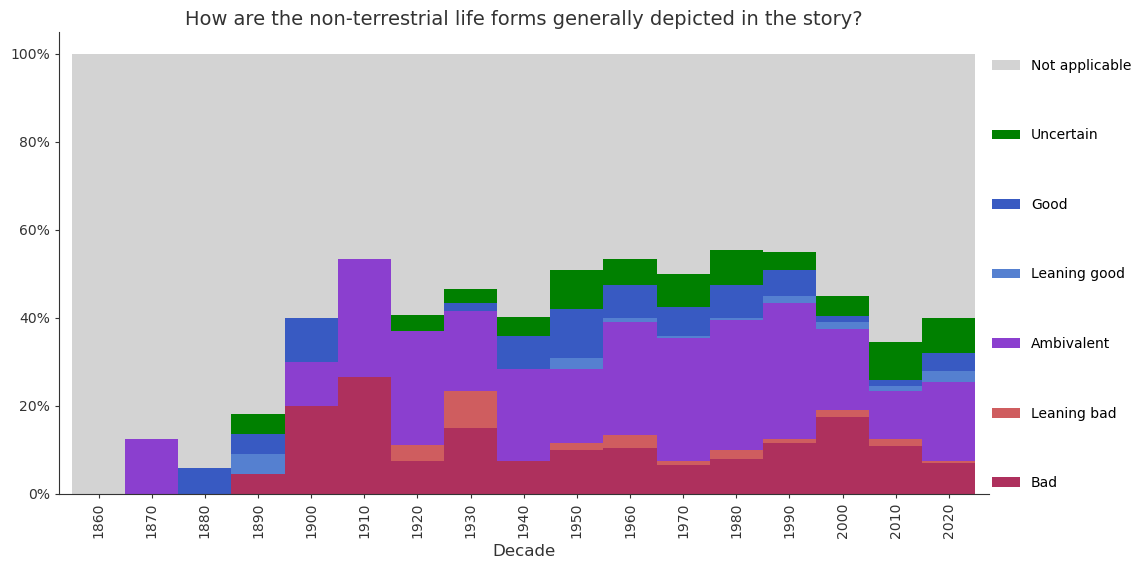 How are the non-terrestrial life forms generally depicted in the story?
100%
80%
60%
40%
20%
0%
1860
1870
1880
1890
1900
1910
1920
1930
1940
1950
1960
1970
1980
1990
2000
2010
2020
Decade
Not applicable
Uncertain
Good
Leaning good
Ambivalent
Leaning bad
Bad